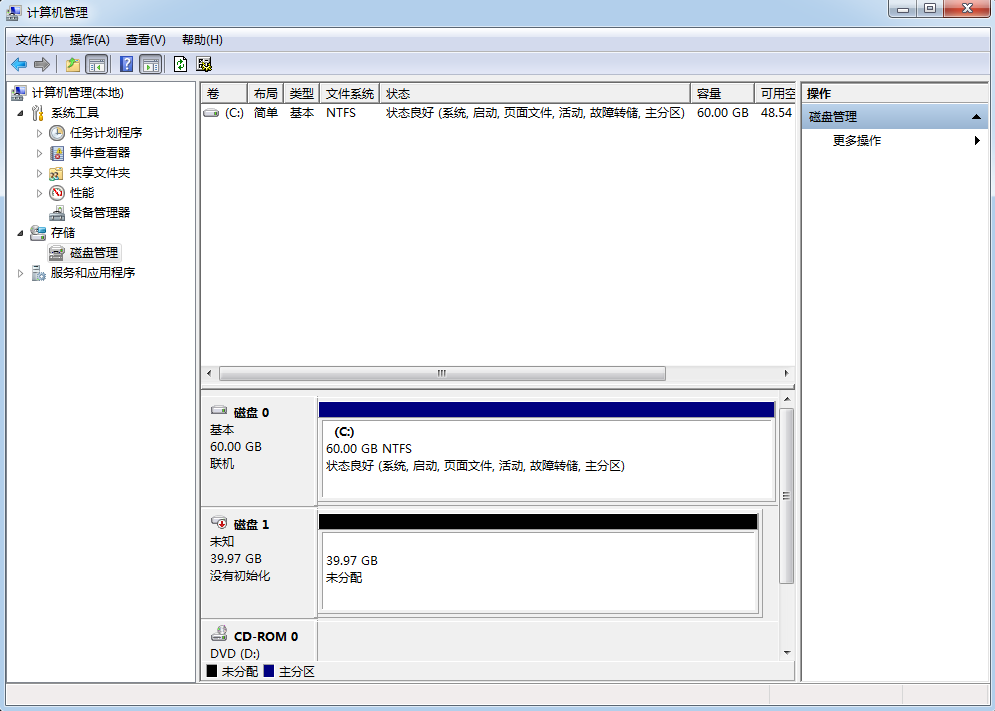 计算机管理
文件(F) 操作(A) 查看(V) 帮助(H)
计算机管理(本地)
系统工具
任务计划程序
事件查看器
共享文件夹
性能
设备管理器
存储
磁盘管理
服务和应用程序
卷 布局 类型 文件系统 状态 容量 可用空
(C:) 简单 基本 NTFS 状态良好 (系统, 启动, 页面文件, 活动, 故障转储, 主分区) 60.00 GB 48.54
磁盘 0
基本
60.00 GB
联机
(C:)
60.00 GB NTFS
状态良好 (系统, 启动, 页面文件, 活动, 故障转储, 主分区)
磁盘 1
未知
39.97 GB
没有初始化
39.97 GB
未分配
CD-ROM 0
DVD (D:)
未分配 主分区
操作
磁盘管理
更多操作